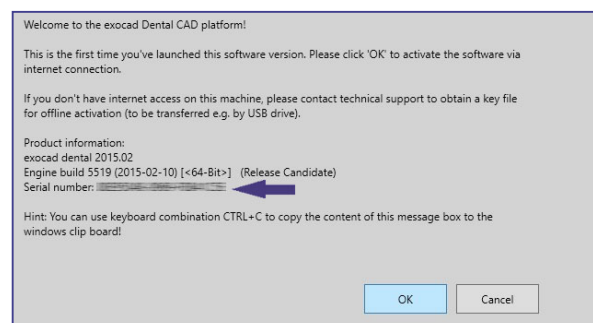 Welcome to the exocad Dental CAD platform!
This is the first time you've launched this software version. Please click 'OK' to activate the software via
internet connection.
If you don't have internet access on this machine, please contact technical support to obtain a key file
for offline activation (to be transferred e.g. by USB drive).
Product information:
exocad dental 2015.02
Engine build 5519 (2015-02-10) [<64-Bit>] (Release Candidate)
Serial number:
Hint: You can use keyboard combination CTRL+C to copy the content of this message box to the
windows clip board!
OK Cancel